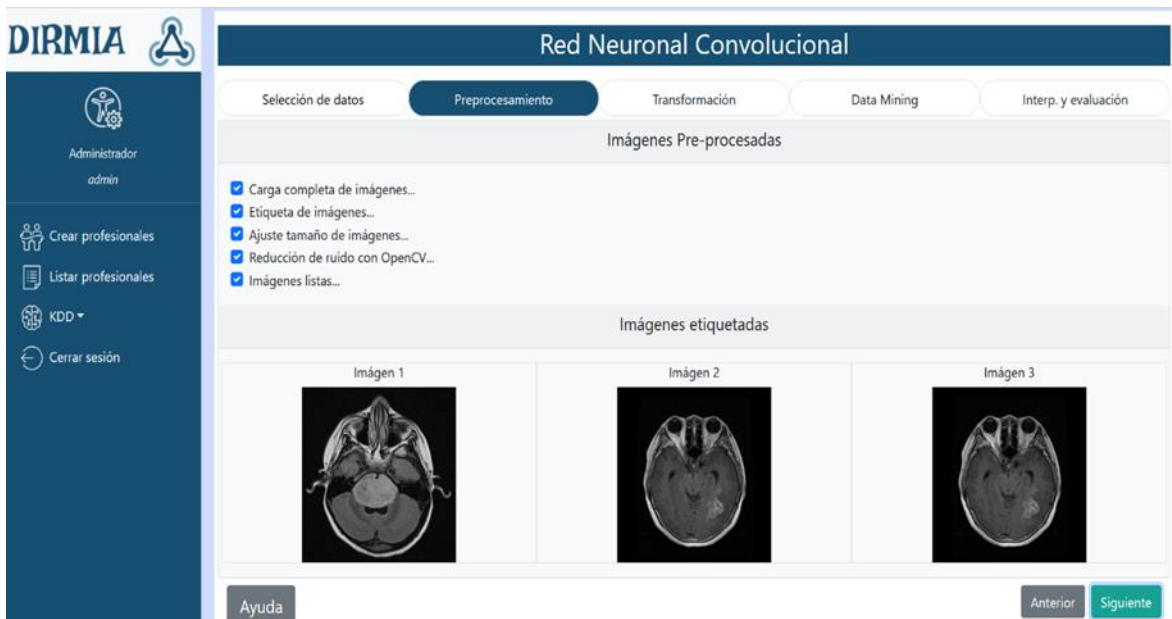 DIRMIA
Administrador
admin
Crear profesionales
Listar profesionales
KDD
Cerrar sesión
Red Neuronal Convolucional
Selección de datos
Preprocesamiento
Transformación
Data Mining
Interp. y evaluación
Imágenes Pre-procesadas
Carga completa de imágenes...
Etiqueta de imágenes...
Ajuste tamaño de imágenes...
Reducción de ruido con OpenCV...
Imágenes listas...
Imágenes etiquetadas
Imágen 1
Imágen 2
Imágen 3
Ayuda
Anterior
Siguiente